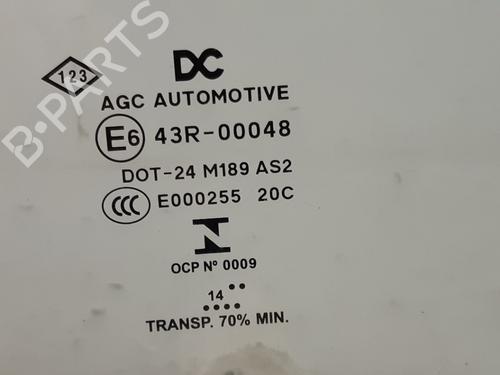 123
DC
AGC AUTOMOTIVE
E6 43R-00048
DOT-24 M189 AS2
CCC E000255 20C
N
OCP Nº 0009
14
TRANSP. 70% MIN.
B-PARTS